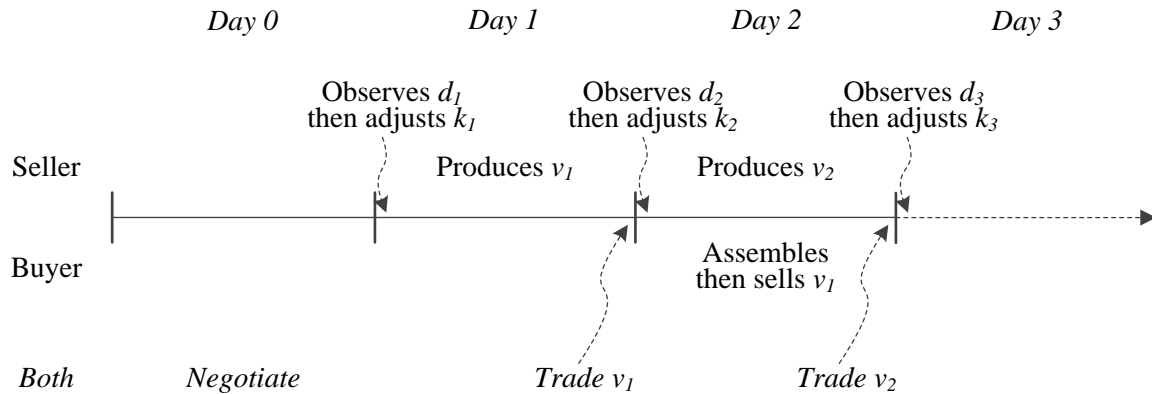 Day 0 Day 1 Day 2 Day 3
Observes d1 Observes d2 Observes d3
then adjusts k1 then adjusts k2 then adjusts k3
Seller Produces v1 Produces v2
Buyer Assembles
then sells v1
Both Negotiate Trade v1 Trade v2